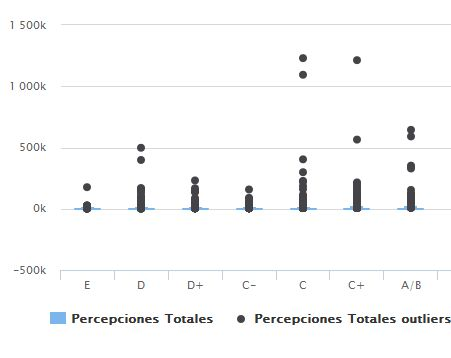 1 500k
1 000k
500k
0k
−500k
E D D+ C− C C+ A/B
Percepciones Totales Percepciones Totales outliers